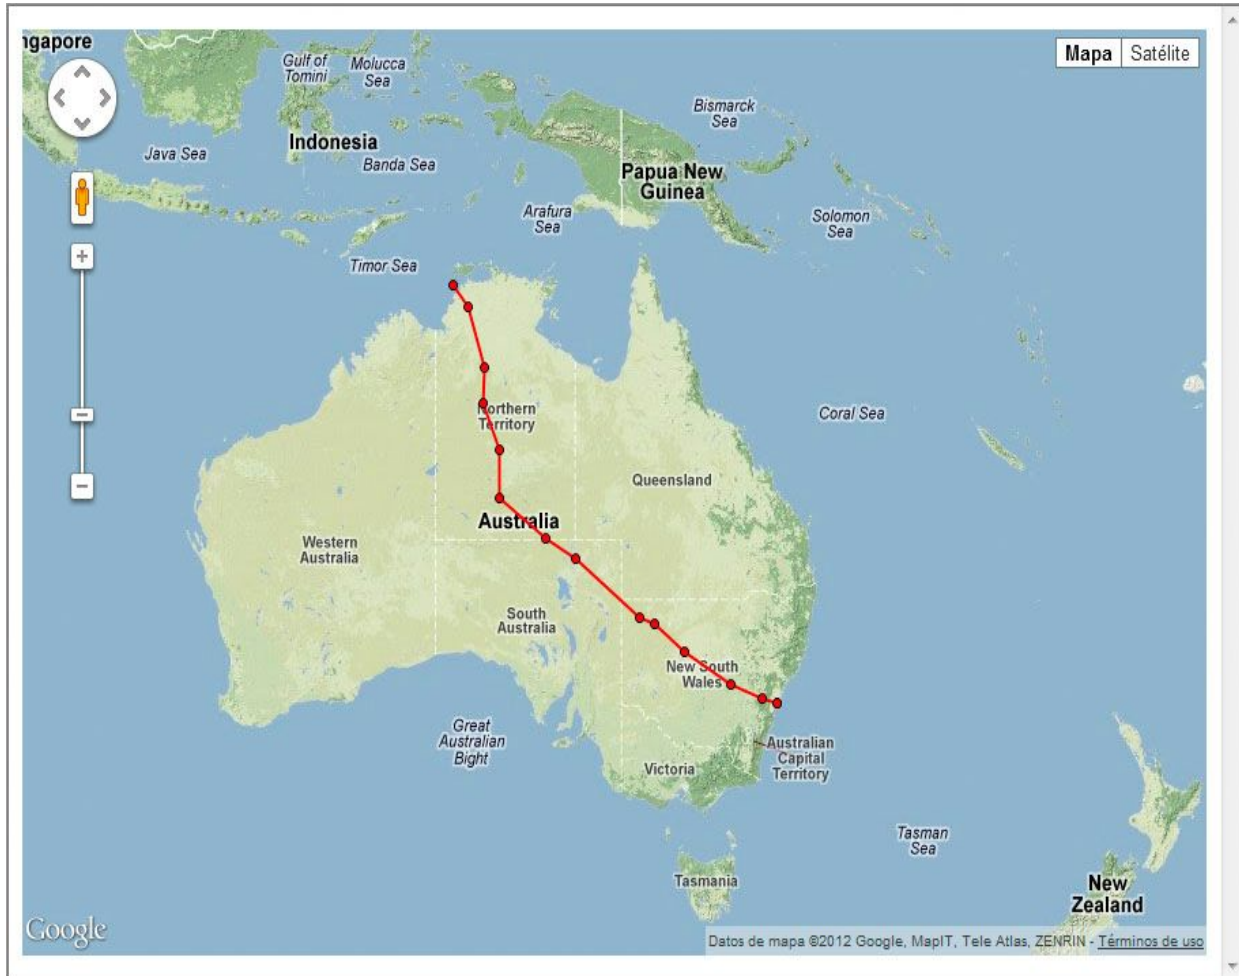 ngapore
Mapa
Satélite
Gulf of
Tomini
Molucca
Sea
Bismarck
Sea
Indonesia
Java Sea
Banda Sea
Papua New
Guinea
Arafura
Sea
Solomon
Sea
Timor Sea
Northern
Territory
Coral Sea
Queensland
Australia
Western
Australia
South
Australia
New South
Wales
Great
Australian
Bight
Australian
Capital
Territory
Victoria
Tasman
Sea
Tasmania
New
Zealand
Google
Datos de mapa ©2012 Google, MapIT, Tele Atlas, ZENRIN - Términos de uso